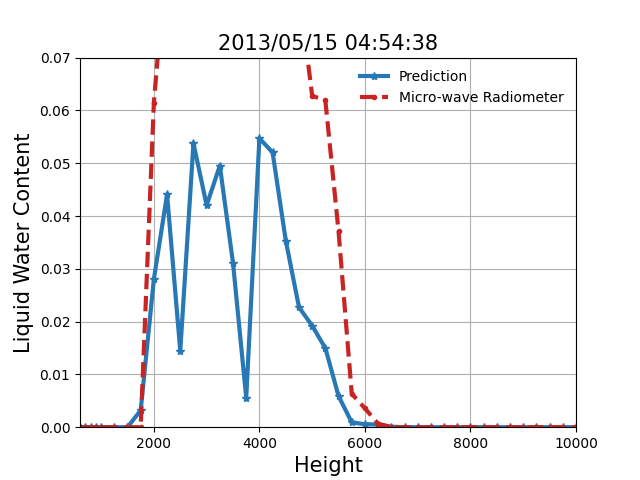 2013/05/15 04:54:38
Prediction
Micro-wave Radiometer
Liquid Water Content
0.07
0.06
0.05
0.04
0.03
0.02
0.01
0.00
2000 4000 6000 8000 10000
Height